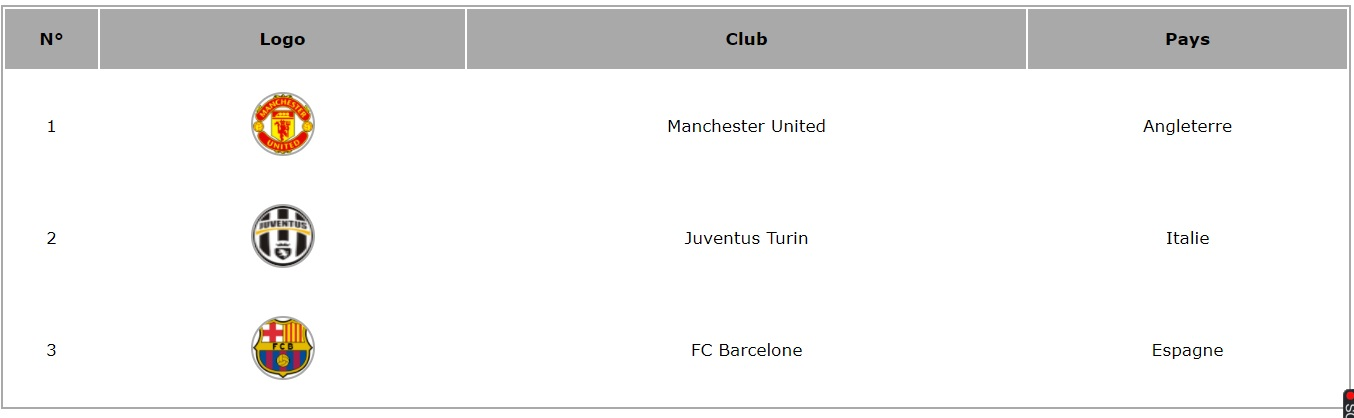 N° Logo Club Pays
1 MANCHESTER UNITED Manchester United Angleterre
2 JUVENTUS Juventus Turin Italie
3 FCB FC Barcelone Espagne